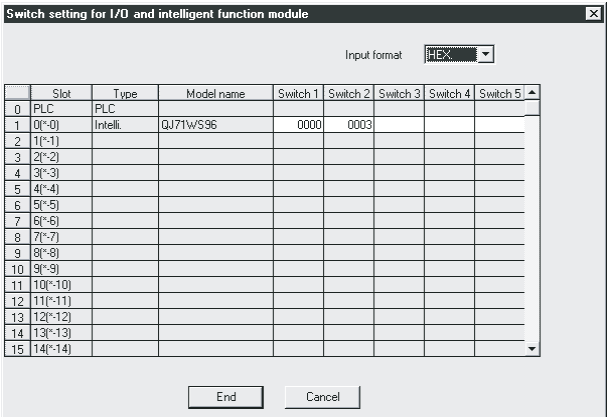 Switch setting for I/O and intelligent function module
Input format HEX.
Slot Type Model name Switch 1 Switch 2 Switch 3 Switch 4 Switch 5
0 PLC PLC
1 0(*-0) Intelli. QJ71WS96 0000 0003
2 1(*-1)
3 2(*-2)
4 3(*-3)
5 4(*-4)
6 5(*-5)
7 6(*-6)
8 7(*-7)
9 8(*-8)
10 9(*-9)
11 10(*-10)
12 11(*-11)
13 12(*-12)
14 13(*-13)
15 14(*-14)
End Cancel